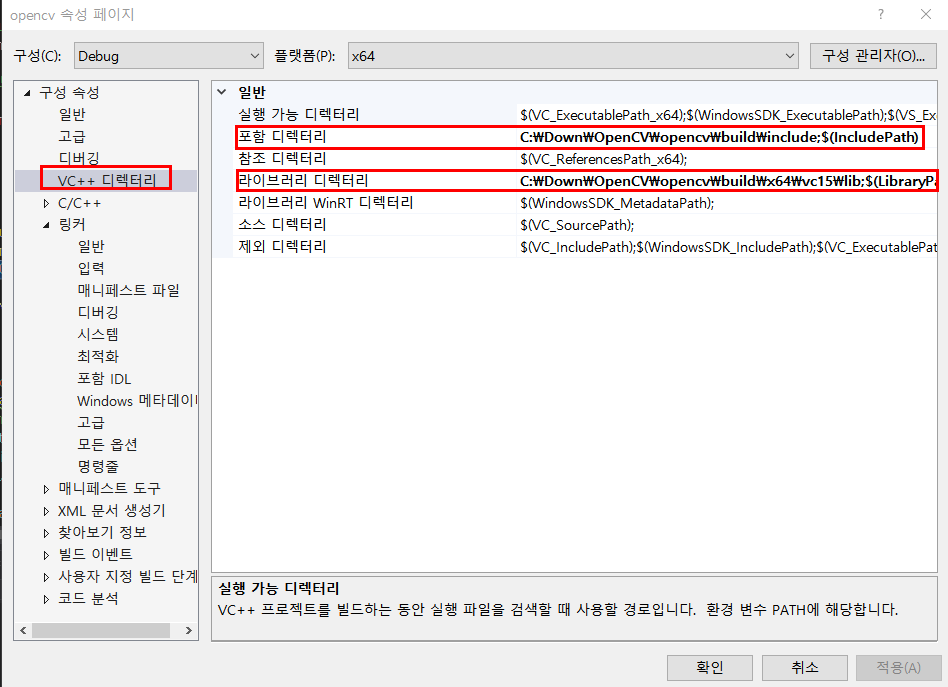 opencv 속성 페이지
?
구성(C): Debug 플랫폼(P): x64 구성 관리자(O)...
구성 속성
일반
고급
디버깅
VC++ 디렉터리
C/C++
링커
일반
입력
매니페스트 파일
디버깅
시스템
최적화
포함 IDL
Windows 메타데이
고급
모든 옵션
명령줄
매니페스트 도구
XML 문서 생성기
찾아보기 정보
빌드 이벤트
사용자 지정 빌드 단계
코드 분석
일반
실행 가능 디렉터리 $(VC_ExecutablePath_x64);$(WindowsSDK_ExecutablePath);$(VS_Ex
포함 디렉터리 C:₩Down₩OpenCV₩opencv₩build₩include;$(IncludePath)
참조 디렉터리 $(VC_ReferencesPath_x64);
라이브러리 디렉터리 C:₩Down₩OpenCV₩opencv₩build₩x64₩vc15₩lib;$(LibraryPa
라이브러리 WinRT 디렉터리 $(WindowsSDK_MetadataPath);
소스 디렉터리 $(VC_SourcePath);
제외 디렉터리 $(VC_IncludePath);$(WindowsSDK_IncludePath);$(VC_ExecutablePat
실행 가능 디렉터리
VC++ 프로젝트를 빌드하는 동안 실행 파일을 검색할 때 사용할 경로입니다. 환경 변수 PATH에 해당합니다.
확인 취소 적용(A)